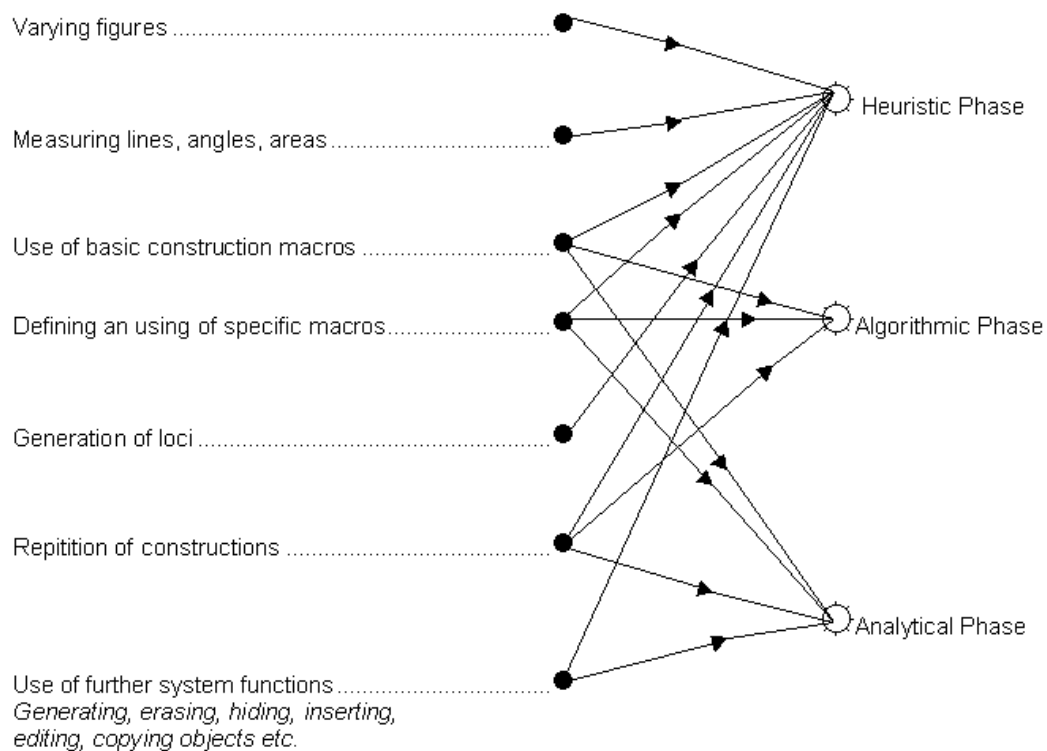 Varying figures
Heuristic Phase
Measuring lines, angles, areas
Use of basic construction macros
Defining an using of specific macros
Algorithmic Phase
Generation of loci
Repitition of constructions
Analytical Phase
Use of further system functions
Generating, erasing, hiding, inserting,
editing, copying objects etc.